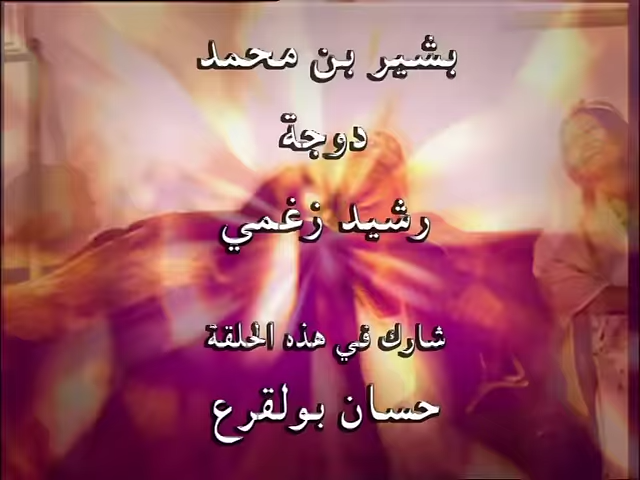 بشير بن محمد
دوجة
رشيد زغمي
شارك في هذه الحلقة
حسان بولقرع